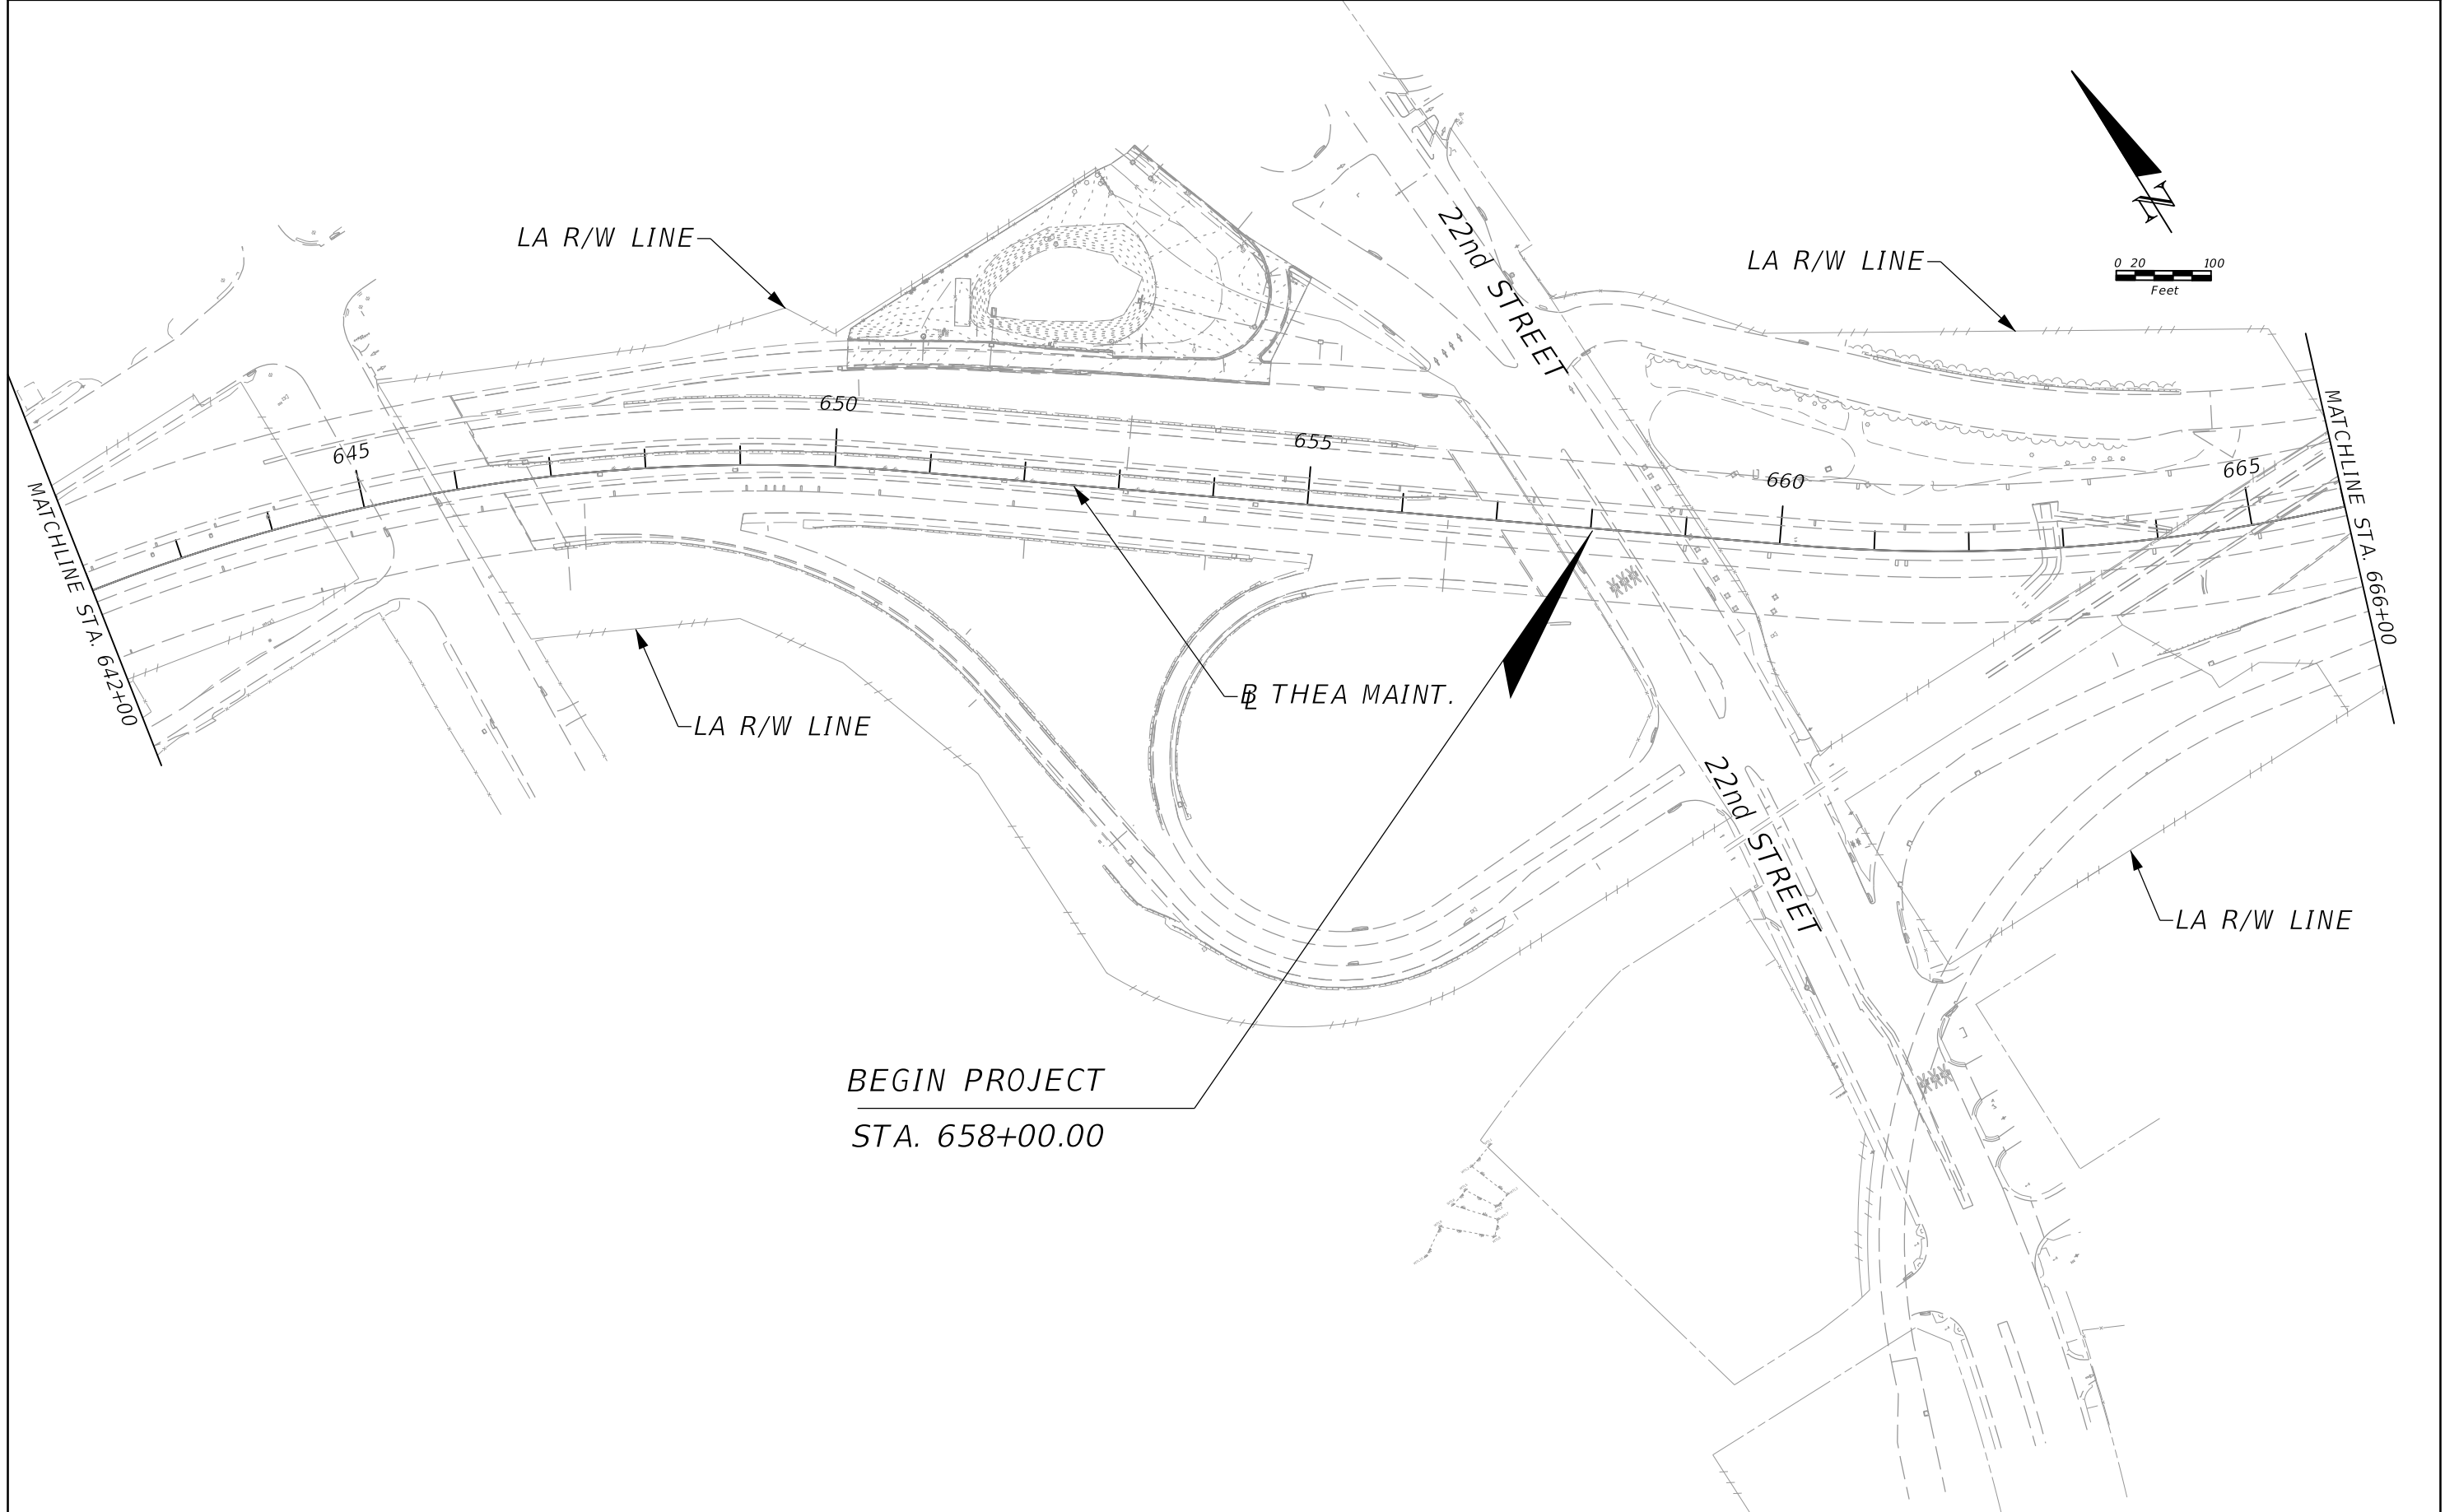 LA R/W LINE
22nd STREET
LA R/W LINE
N
0 20 100
Feet
645
650
655
660
665
MATCHLINE STA. 642+00
MATCHLINE STA. 666+00
LA R/W LINE
BL THEA MAINT.
22nd STREET
LA R/W LINE
BEGIN PROJECT
STA. 658+00.00